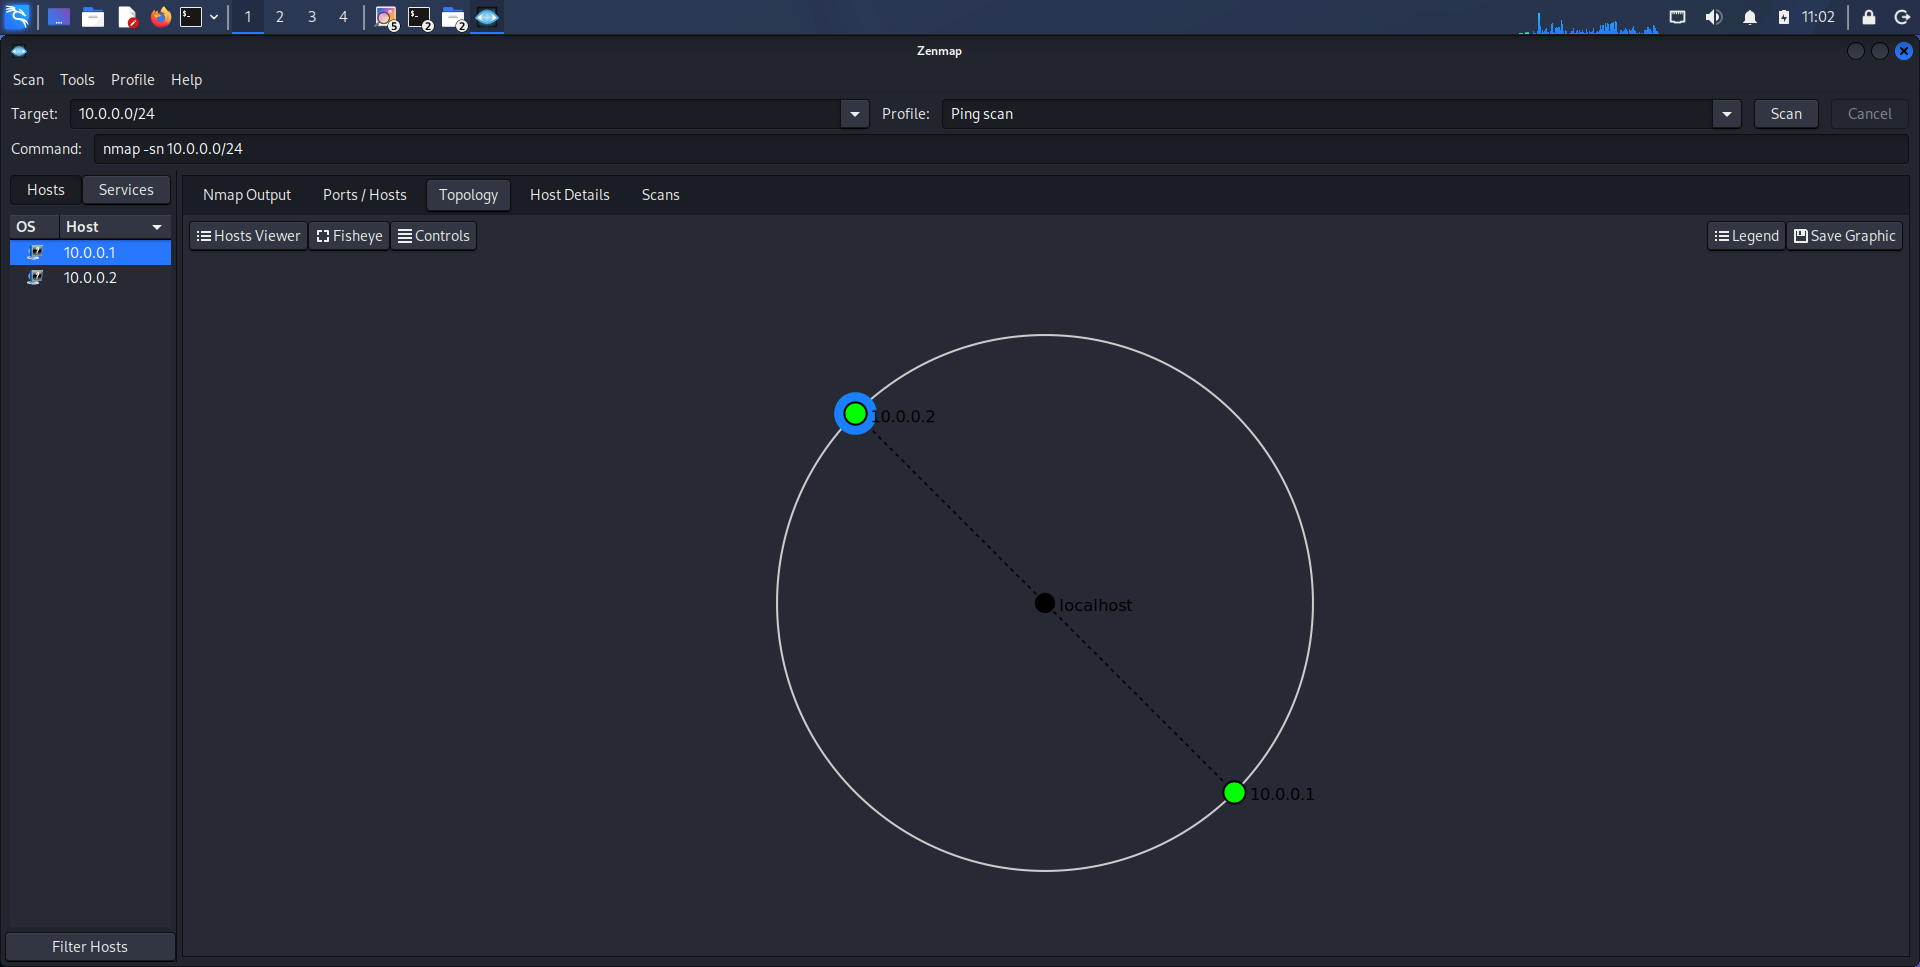 1 2 3 4 5 2 2 11:02
Zenmap
Scan Tools Profile Help
Target: 10.0.0.0/24 Profile: Ping scan Scan Cancel
Command: nmap -sn 10.0.0.0/24
Hosts Services Nmap Output Ports / Hosts Topology Host Details Scans
OS Host Hosts Viewer Fisheye Controls Legend Save Graphic
10.0.0.1
10.0.0.2
10.0.0.2
localhost
10.0.0.1
Filter Hosts